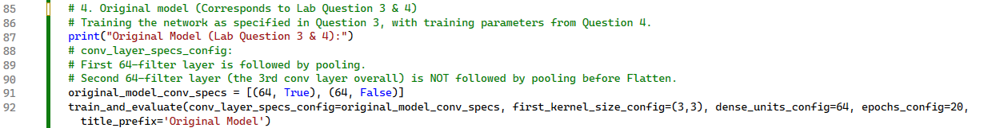 85 # 4. Original model (Corresponds to Lab Question 3 & 4)
86 # Training the network as specified in Question 3, with training parameters from Question 4.
87 print("Original Model (Lab Question 3 & 4):")
88 # conv_layer_specs_config:
89 # First 64-filter layer is followed by pooling.
90 # Second 64-filter layer (the 3rd conv layer overall) is NOT followed by pooling before Flatten.
91 original_model_conv_specs = [(64, True), (64, False)]
92 train_and_evaluate(conv_layer_specs_config=original_model_conv_specs, first_kernel_size_config=(3,3), dense_units_config=64, epochs_config=20,
title_prefix='Original Model')